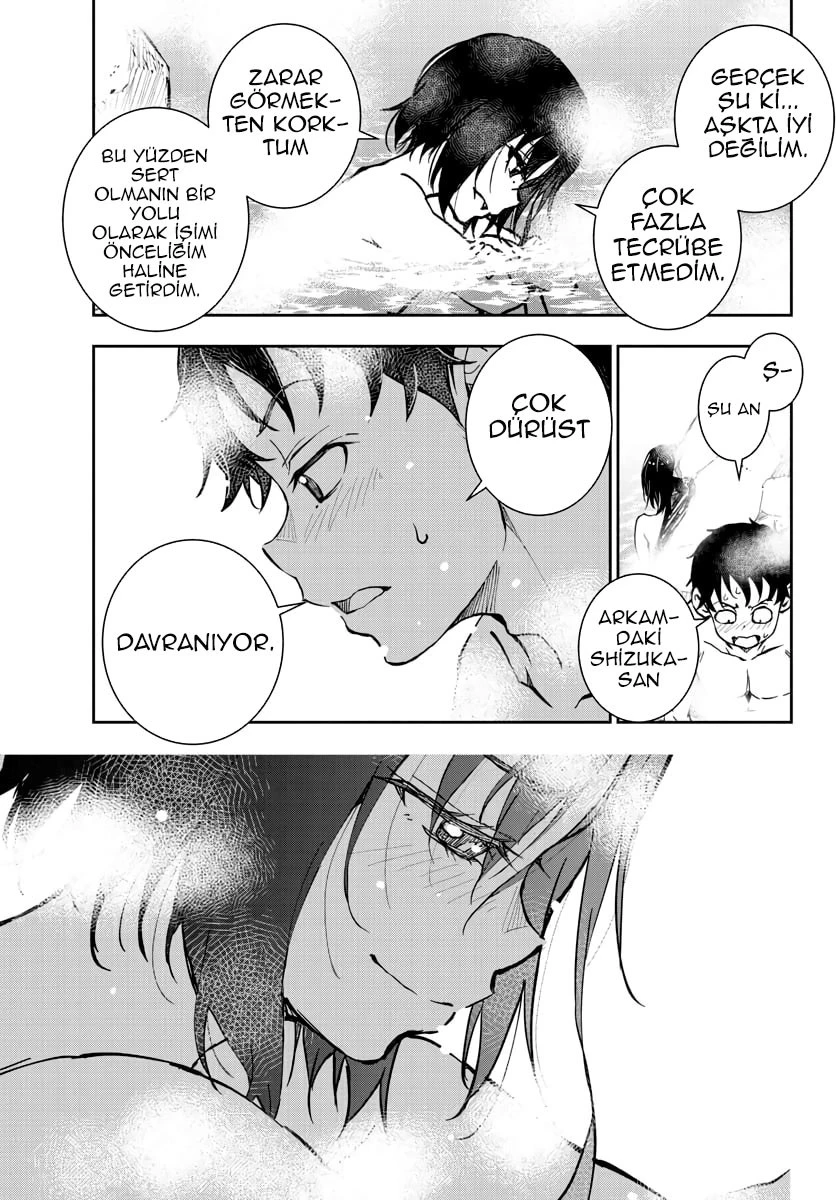 GERÇEK
ŞU Kİ...
AŞKTA İYİ
DEĞİLİM.
ÇOK
FAZLA
TECRÜBE
ETMEDİM.
ZARAR
GÖRMEK-
TEN KORK-
TUM
BU YÜZDEN
SERT
OLMANIN BİR
YOLU
OLARAK İŞİMİ
ÖNCELİĞİM
HALİNE
GETİRDİM.
Ş-
ŞU AN
ARKAM-
DAKİ
SHIZUKA-
SAN
ÇOK
DÜRÜST
DAVRANIYOR.